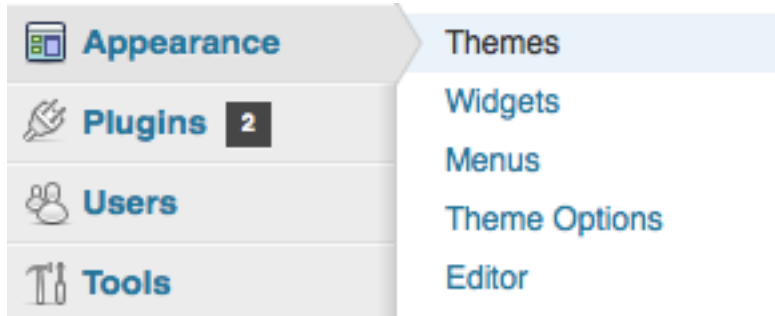 Appearance
Plugins 2
Users
Tools
Themes
Widgets
Menus
Theme Options
Editor